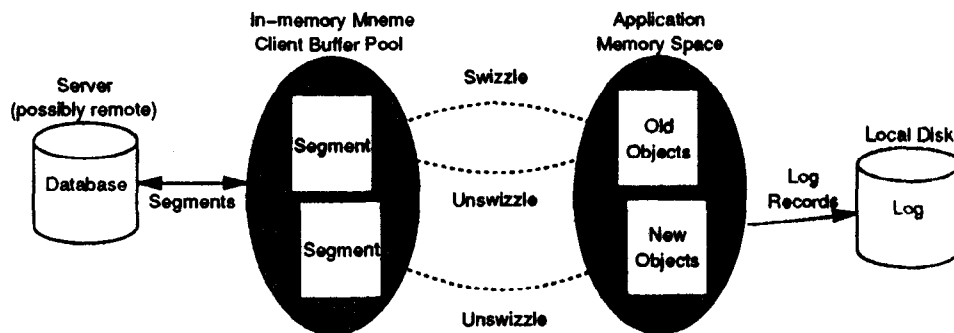 In-memory Mneme
Client Buffer Pool
Application
Memory Space
Server
(possibly remote)
Swizzle
Local Disk
Segment
Old
Objects
Database
Segments
Unswizzle
Log
Records
Log
Segment
New
Objects
Unswizzle